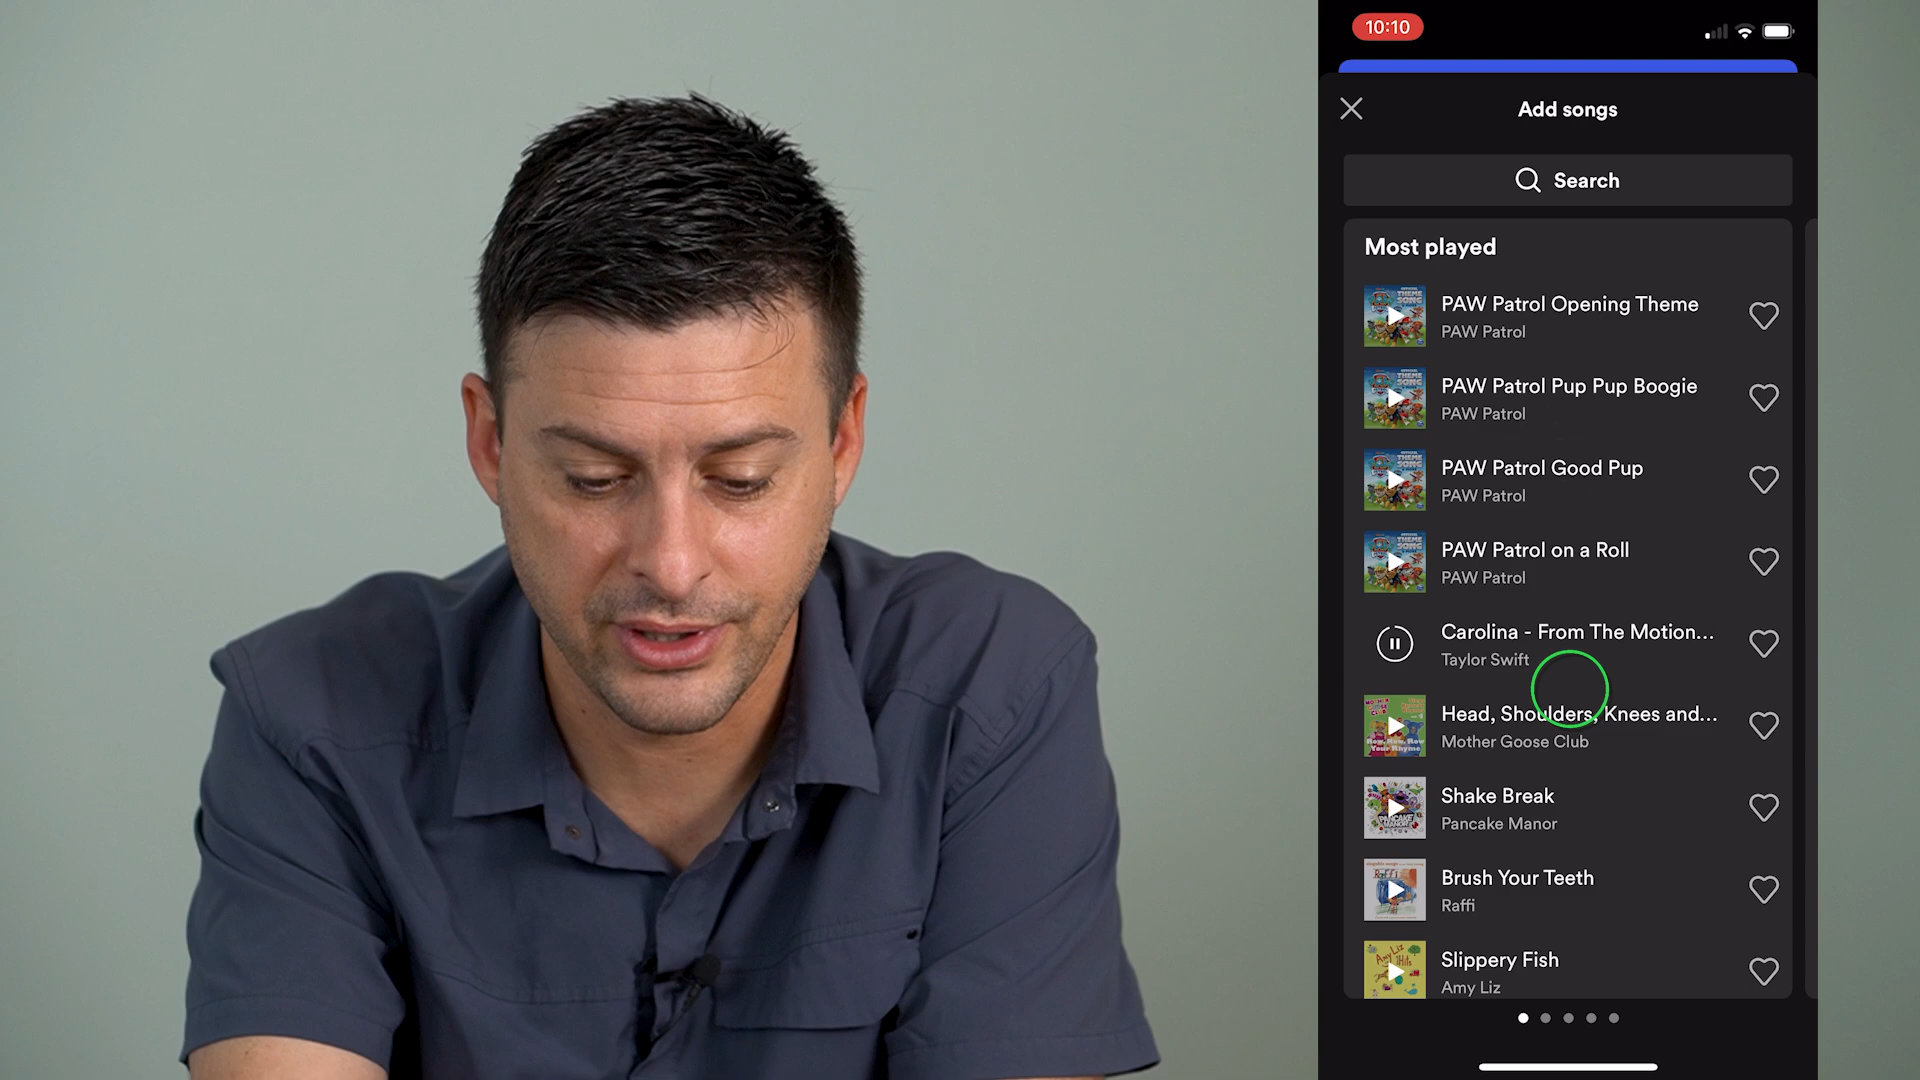 10:10
Add songs
Search
Most played
PAW Patrol Opening Theme
PAW Patrol
PAW Patrol Pup Pup Boogie
PAW Patrol
PAW Patrol Good Pup
PAW Patrol
PAW Patrol on a Roll
PAW Patrol
Carolina - From The Motion...
Taylor Swift
Head, Shoulders, Knees and...
Mother Goose Club
Shake Break
Pancake Manor
Brush Your Teeth
Raffi
Slippery Fish
Amy Liz